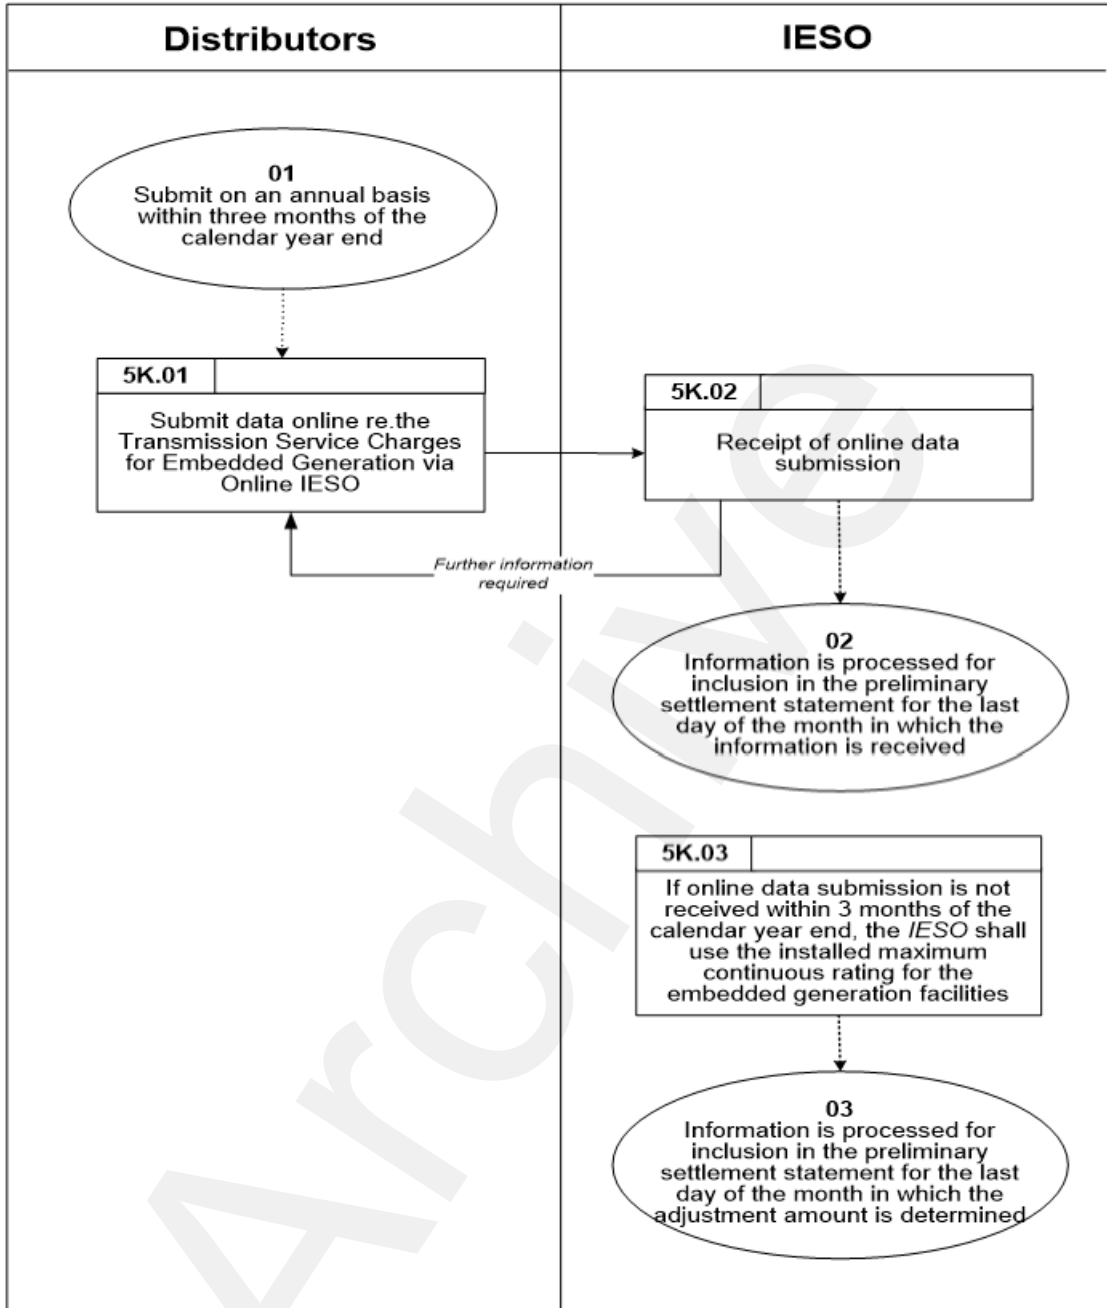 Distributors
IESO
01
Submit on an annual basis
within three months of the
calendar year end
5K.01
Submit data online re.the
Transmission Service Charges
for Embedded Generation via
Online IESO
5K.02
Receipt of online data
submission
Further information
required
02
Information is processed for
inclusion in the preliminary
settlement statement for the last
day of the month in which the
information is received
5K.03
If online data submission is not
received within 3 months of the
calendar year end, the IESO shall
use the installed maximum
continuous rating for the
embedded generation facilities
03
Information is processed for
inclusion in the preliminary
settlement statement for the last
day of the month in which the
adjustment amount is determined
Archive